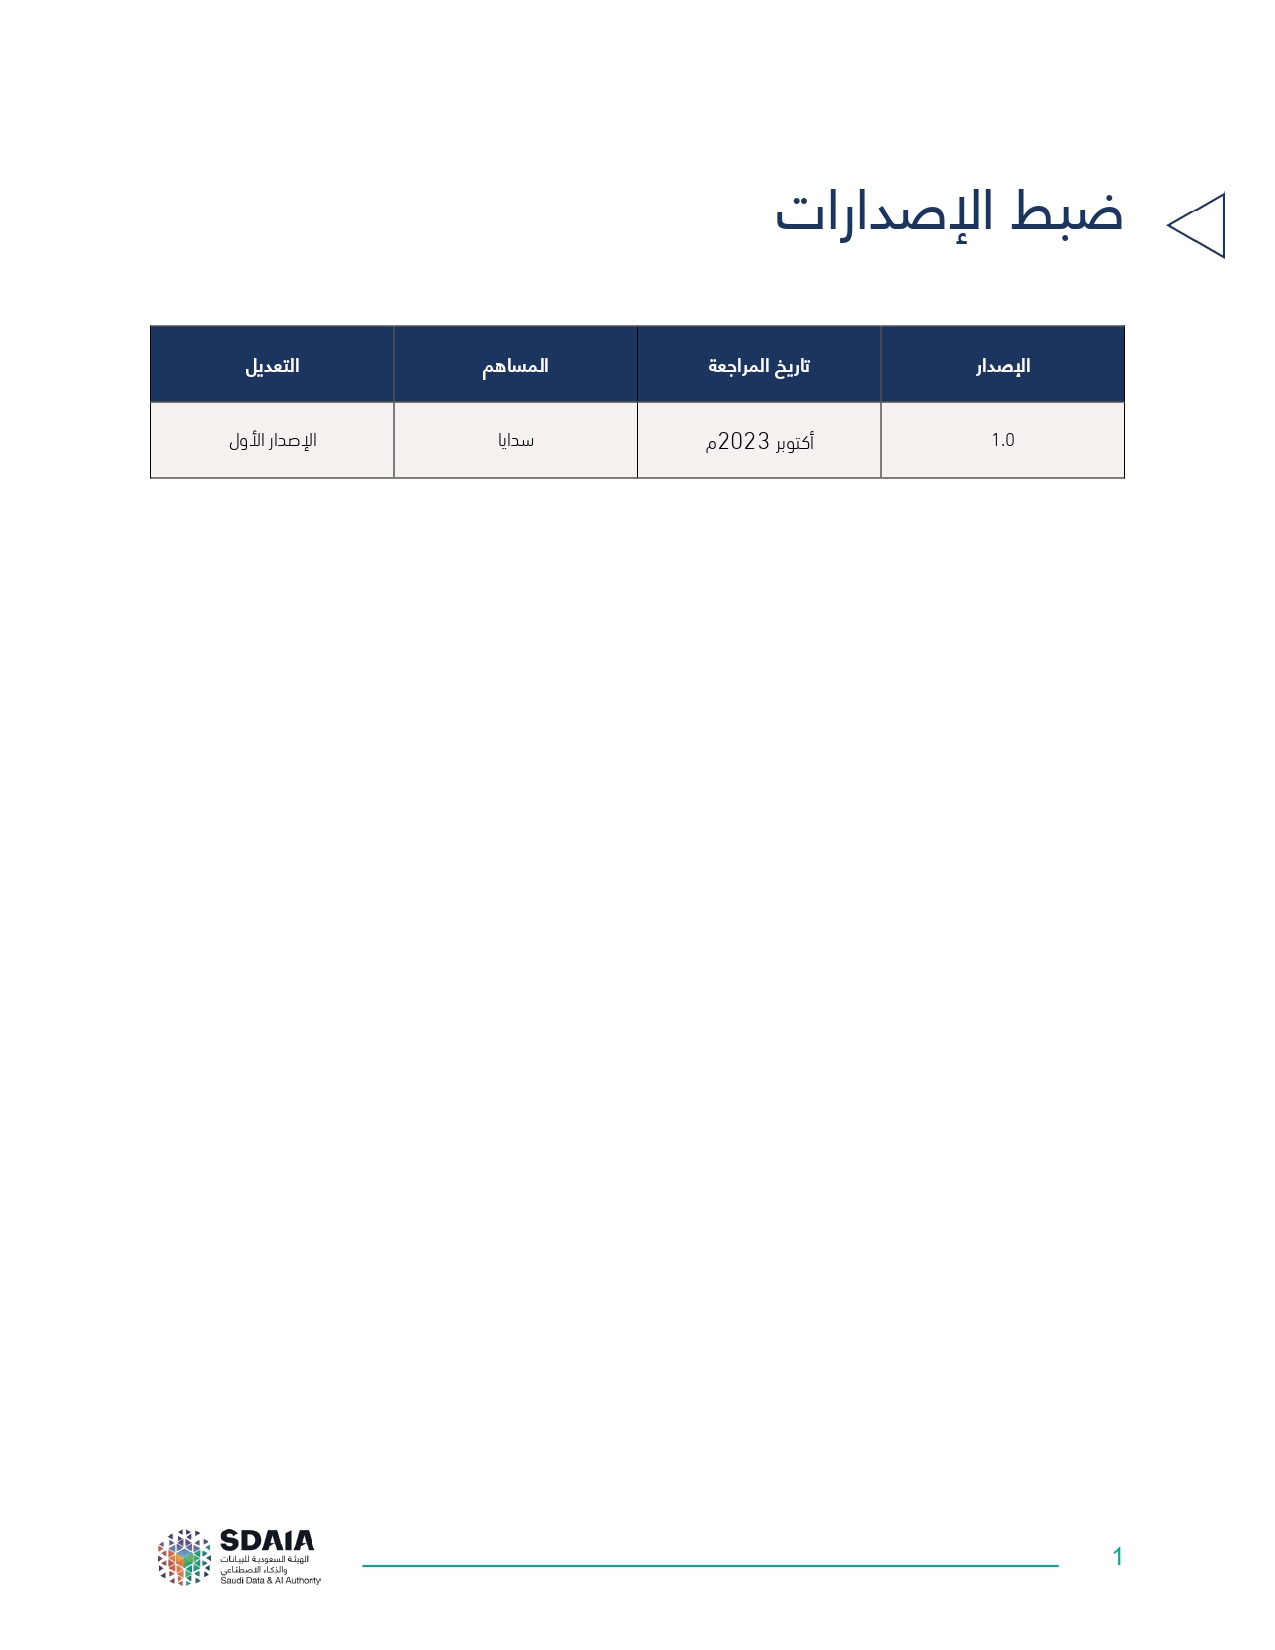 ضبط الإصدارات
الإصدار تاريخ المراجعة المساهم التعديل
1.0 أكتوبر 2023م سدايا الإصدار الأول
1
SDAIA
الهيئة السعودية للبيانات
والذكاء الاصطناعي
Saudi Data & AI Authority